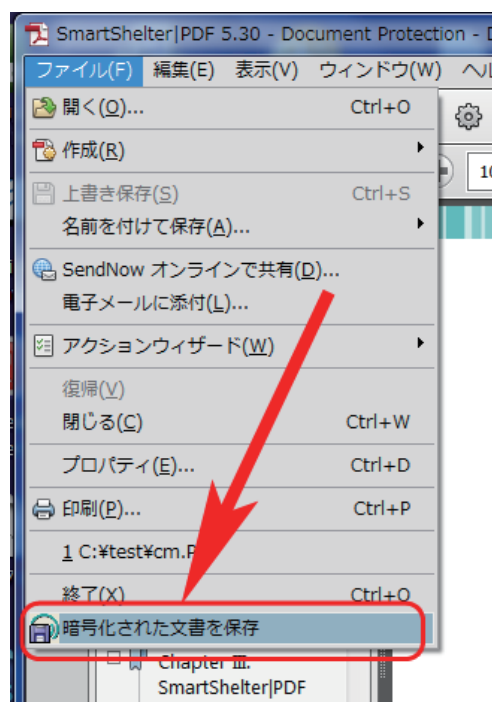 SmartShelter|PDF 5.30 - Document Protection -
ファイル(F) 編集(E) 表示(V) ウィンドウ(W)
開く(O)... Ctrl+O
作成(R)
上書き保存(S) Ctrl+S
名前を付けて保存(A)...
SendNow オンラインで共有(D)...
電子メールに添付(L)...
アクションウィザード(W)
復帰(V)
閉じる(C) Ctrl+W
プロパティ(E)... Ctrl+D
印刷(P)... Ctrl+P
1 C:¥test¥cm.P
終了(X) Ctrl+Q
暗号化された文書を保存
Chapter Ⅲ.
SmartShelter|PDF